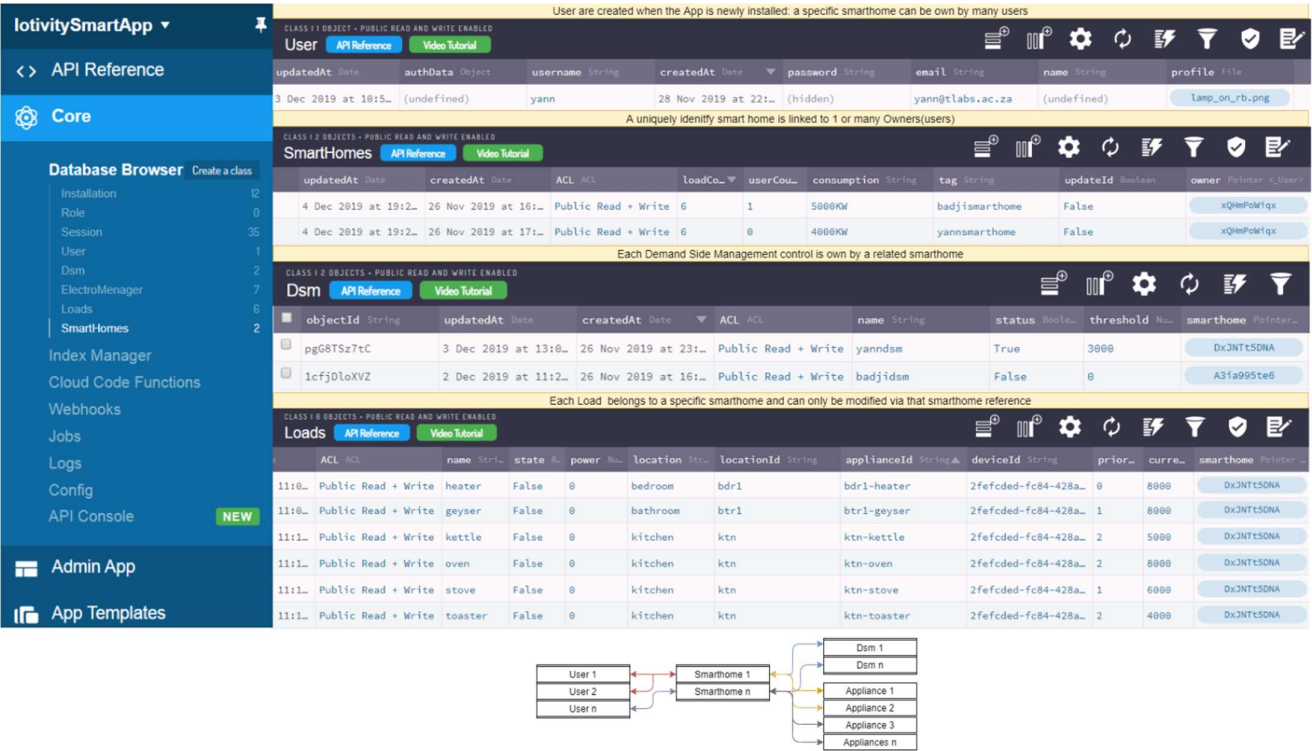 IotivitySmartApp
API Reference
Core
Database Browser Create a class
Installation 12
Role 0
Session 35
User 1
Dsm 2
ElectroMenager 7
Loads 6
SmartHomes 2
Index Manager
Cloud Code Functions
Webhooks
Jobs
Logs
Config
API Console NEW
Admin App
App Templates
User are created when the App is newly installed: a specific smarthome can be own by many users
CLASS | 1 OBJECT • PUBLIC READ AND WRITE ENABLED
User API Reference Video Tutorial
updatedAt Date authData Object username String createdAt Date password String email String name String profile File
3 Dec 2019 at 10:5… (undefined) yann 28 Nov 2019 at 22:… (hidden) yann@tlabs.ac.za (undefined) lamp_on_rb.png
A uniquely idenitfy smart home is linked to 1 or many Owners(users)
CLASS | 2 OBJECTS • PUBLIC READ AND WRITE ENABLED
SmartHomes API Reference Video Tutorial
updatedAt Date createdAt Date ACL ACL loadCo… userCou… consumption String tag String updateId Boolean owner Pointer <_User>
4 Dec 2019 at 19:2… 26 Nov 2019 at 16:… Public Read + Write 6 1 5000KW badjismarthome False xQHmPoWiqx
4 Dec 2019 at 19:2… 26 Nov 2019 at 17:… Public Read + Write 6 0 4000KW yannsmarthome False xQHmPoWiqx
Each Demand Side Management control is own by a related smarthome
CLASS | 2 OBJECTS • PUBLIC READ AND WRITE ENABLED
Dsm API Reference Video Tutorial
objectId String updatedAt Date createdAt Date ACL ACL name String status Boole… threshold Nu… smarthome Pointer…
pgG8TSz7tC 3 Dec 2019 at 13:0… 26 Nov 2019 at 23:… Public Read + Write yanndsm True 3000 DxJNTt5DNA
1cfjDloXVZ 2 Dec 2019 at 11:2… 26 Nov 2019 at 16:… Public Read + Write badjidsm False 0 A31a995te6
Each Load belongs to a specific smarthome and can only be modified via that smarthome reference
CLASS | 6 OBJECTS • PUBLIC READ AND WRITE ENABLED
Loads API Reference Video Tutorial
ACL ACL name Stri… state B… power Nu… location Str… locationId String applianceId String deviceId String prior… curre… smarthome Pointer …
11:0… Public Read + Write heater False 0 bedroom bdr1 bdr1-heater 2fefcded-fc84-428a… 0 8000 DxJNTt5DNA
11:0… Public Read + Write geyser False 0 bathroom btr1 btr1-geyser 2fefcded-fc84-428a… 1 8000 DxJNTt5DNA
11:1… Public Read + Write kettle False 0 kitchen ktn ktn-kettle 2fefcded-fc84-428a… 2 5000 DxJNTt5DNA
11:1… Public Read + Write oven False 0 kitchen ktn ktn-oven 2fefcded-fc84-428a… 2 8000 DxJNTt5DNA
11:1… Public Read + Write stove False 0 kitchen ktn ktn-stove 2fefcded-fc84-428a… 1 6000 DxJNTt5DNA
11:1… Public Read + Write toaster False 0 kitchen ktn ktn-toaster 2fefcded-fc84-428a… 2 4000 DxJNTt5DNA
User 1
User 2
User n
Smarthome 1
Smarthome n
Dsm 1
Dsm n
Appliance 1
Appliance 2
Appliance 3
Appliances n